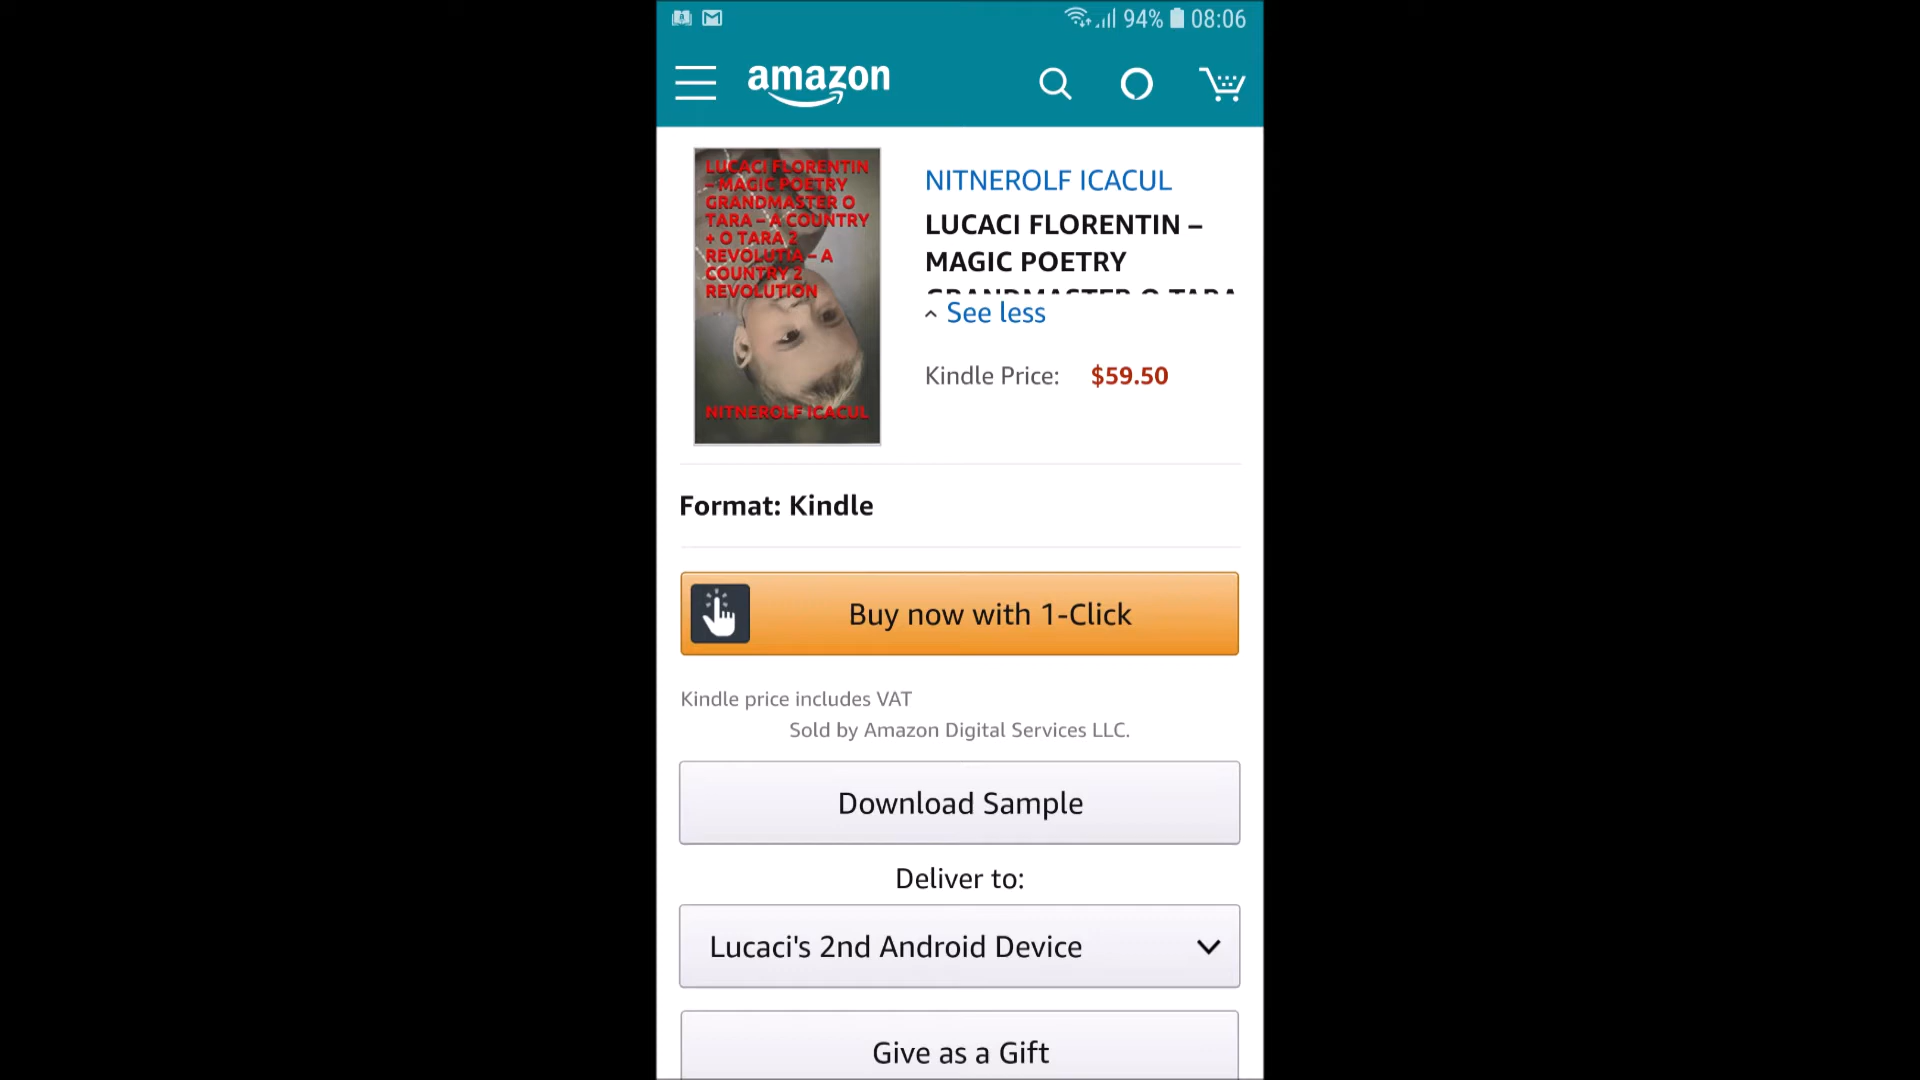 94% 08:06
amazon
LUCACI FLORENTIN
– MAGIC POETRY
GRANDMASTER O
TARA – A COUNTRY
+ O TARA 2
REVOLUTIA – A
COUNTRY 2
REVOLUTION
NITNEROLF ICACUL
NITNEROLF ICACUL
LUCACI FLORENTIN –
MAGIC POETRY
GRANDMASTER O TARA
See less
Kindle Price: $59.50
Format: Kindle
Buy now with 1-Click
Kindle price includes VAT
Sold by Amazon Digital Services LLC.
Download Sample
Deliver to:
Lucaci's 2nd Android Device
Give as a Gift